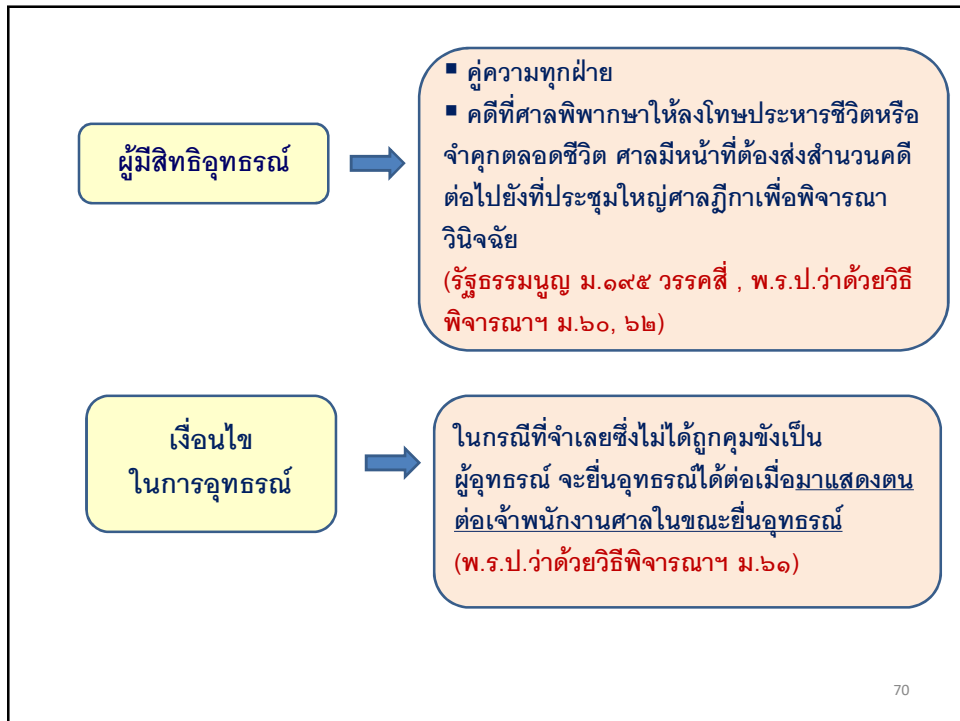 ผู้มีสิทธิอุทธรณ์
▪ คู่ความทุกฝ่าย
▪ คดีที่ศาลพิพากษาให้ลงโทษประหารชีวิตหรือ
จำคุกตลอดชีวิต ศาลมีหน้าที่ต้องส่งสำนวนคดี
ต่อไปยังที่ประชุมใหญ่ศาลฎีกาเพื่อพิจารณา
วินิจฉัย
(รัฐธรรมนูญ ม.๑๙๕ วรรคสี่ , พ.ร.ป.ว่าด้วยวิธี
พิจารณาฯ ม.๖๐, ๖๒)
เงื่อนไข
ในการอุทธรณ์
ในกรณีที่จำเลยซึ่งไม่ได้ถูกคุมขังเป็น
ผู้อุทธรณ์ จะยื่นอุทธรณ์ได้ต่อเมื่อมาแสดงตน
ต่อเจ้าพนักงานศาลในขณะยื่นอุทธรณ์
(พ.ร.ป.ว่าด้วยวิธีพิจารณาฯ ม.๖๑)
70